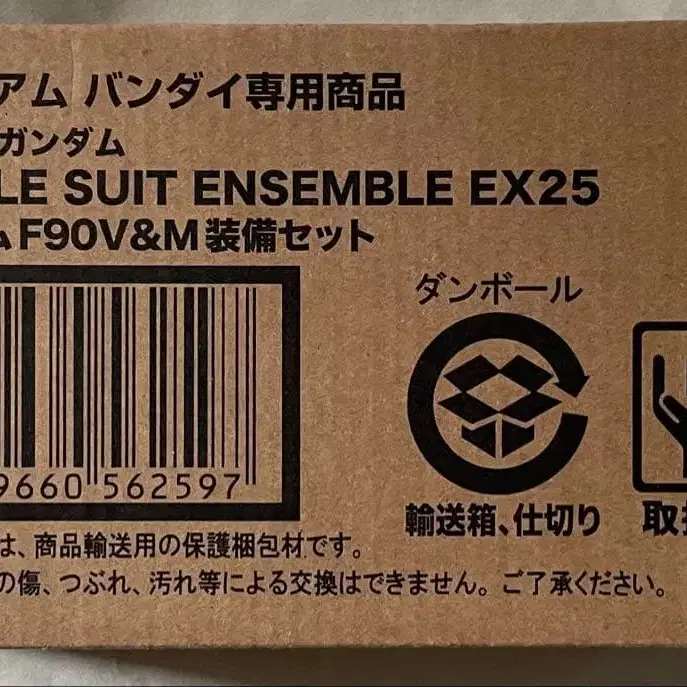 アム バンダイ専用商品
ガンダム
LE SUIT ENSEMBLE EX25
ム F90V&M 装備セット
ダンボール
9660 562597
輸送箱、仕切り
取
は、商品輸送用の保護梱包材です。
の傷、つぶれ、汚れ等による交換はできません。ご了承ください。